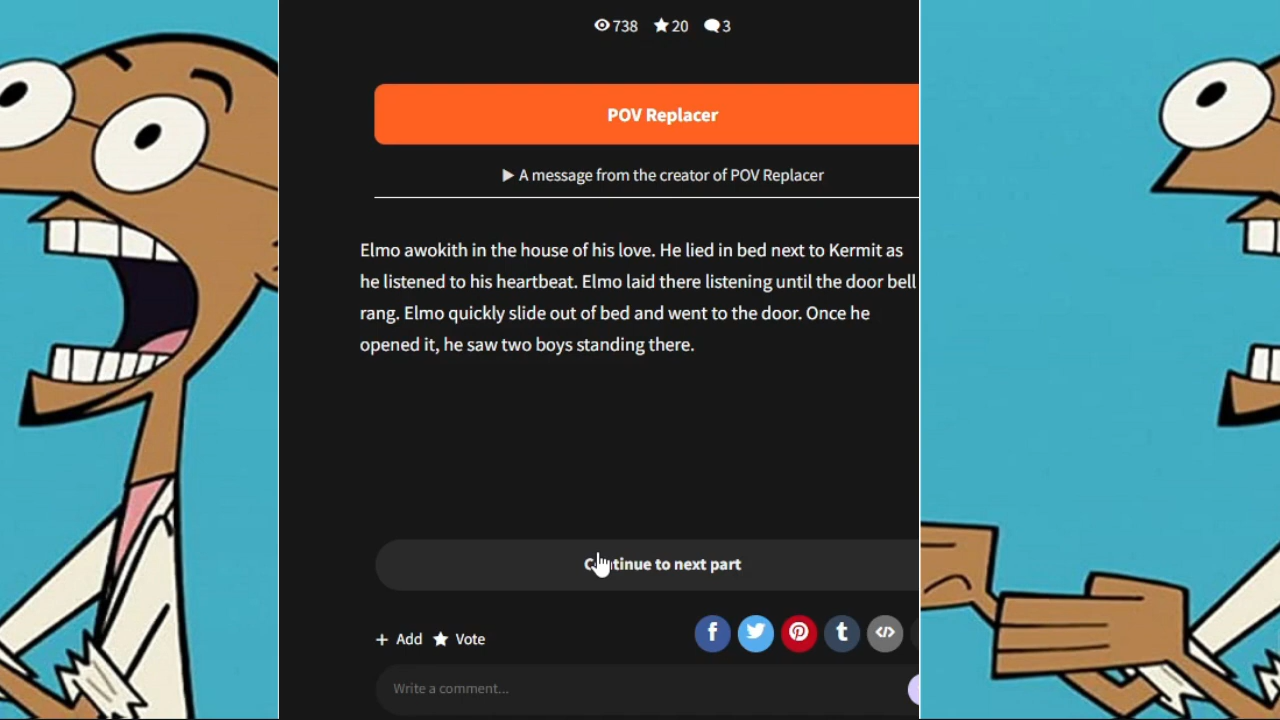 738 20 3
POV Replacer
▶ A message from the creator of POV Replacer
Elmo awokith in the house of his love. He lied in bed next to Kermit as
he listened to his heartbeat. Elmo laid there listening until the door bell
rang. Elmo quickly slide out of bed and went to the door. Once he
opened it, he saw two boys standing there.
Continue to next part
+ Add ★ Vote
f t </>
Write a comment...